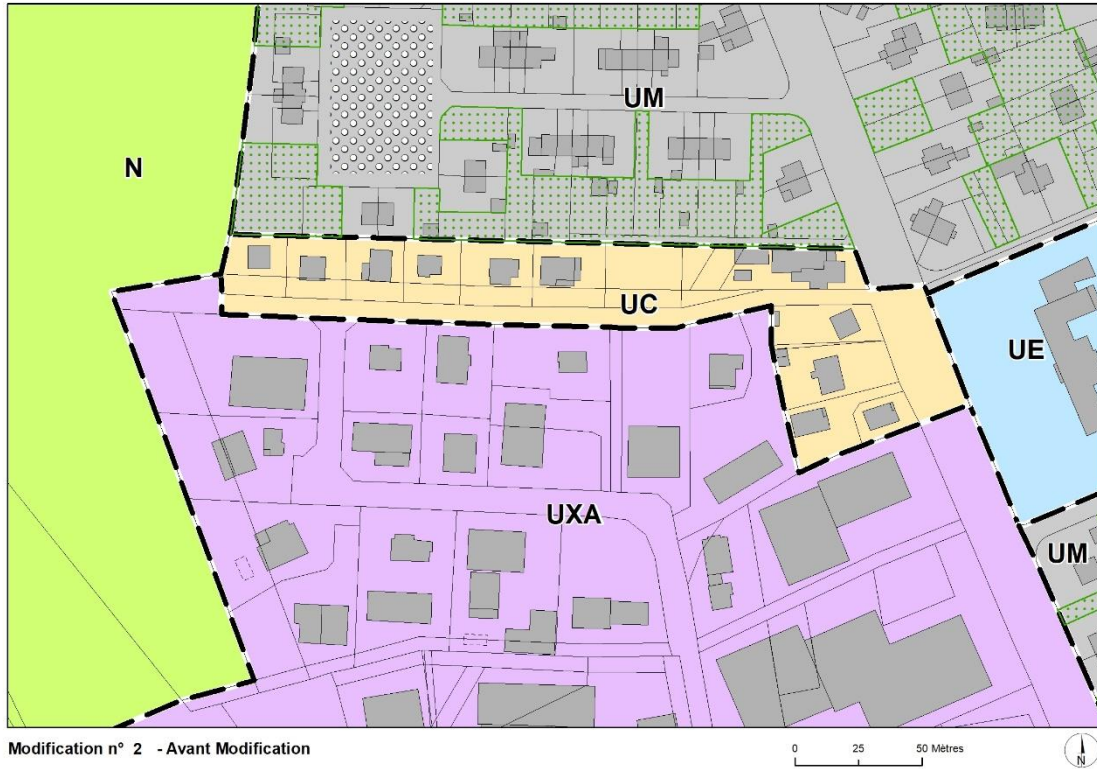 UM
N
UC
UE
UXA
UM
Modification n° 2 - Avant Modification
0 25 50 Mètres
N